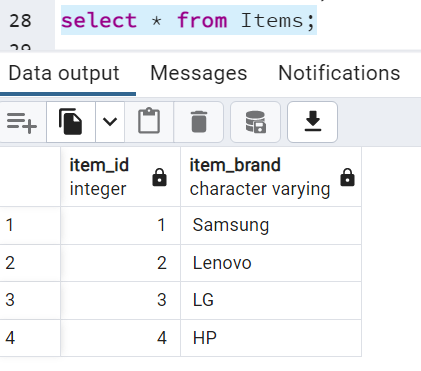 28 select * from Items;
Data output Messages Notifications
item_id item_brand
integer character varying
1 1 Samsung
2 2 Lenovo
3 3 LG
4 4 HP